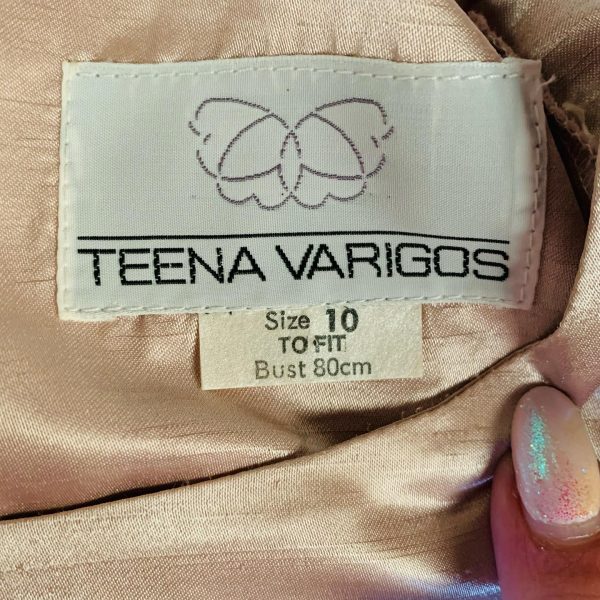 TEENA VARIGOS
Size 10
TO FIT
Bust 80cm